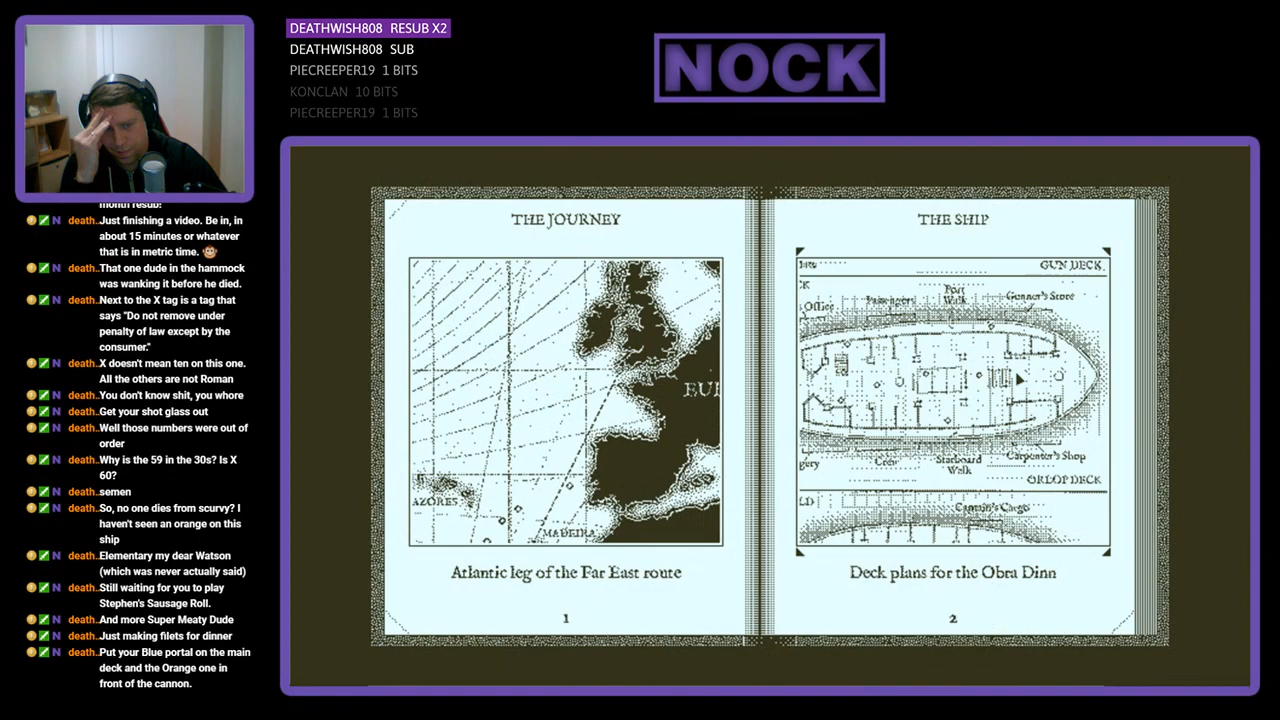 DEATHWISH808 RESUB X2
DEATHWISH808 SUB
PIECREEPER19 1 BITS
KONCLAN 10 BITS
PIECREEPER19 1 BITS
NOCK
month resub!
death..Just finishing a video. Be in, in
about 15 minutes or whatever
that is in metric time.
death..That one dude in the hammock
was wanking it before he died.
death..Next to the X tag is a tag that
says "Do not remove under
penalty of law except by the
consumer."
death..X doesn't mean ten on this one.
All the others are not Roman
death..You don't know shit, you whore
death..Get your shot glass out
death..Well those numbers were out of
order
death..Why is the 59 in the 30s? Is X
60?
death..semen
death..So, no one dies from scurvy? I
haven't seen an orange on this
ship
death..Elementary my dear Watson
(which was never actually said)
death..Still waiting for you to play
Stephen's Sausage Roll.
death..And more Super Meaty Dude
death..Just making filets for dinner
death..Put your Blue portal on the main
deck and the Orange one in
front of the cannon.
THE JOURNEY
EUR
AZORES
MADEIRA
Atlantic leg of the Far East route
1
THE SHIP
GUN DECK
Office
Passengers
Port
Walk
Gunner's Store
gery
Crew
Starboard
Walk
Carpenter's Shop
ORLOP DECK
LD
Captain's Cargo
Deck plans for the Obra Dinn
2